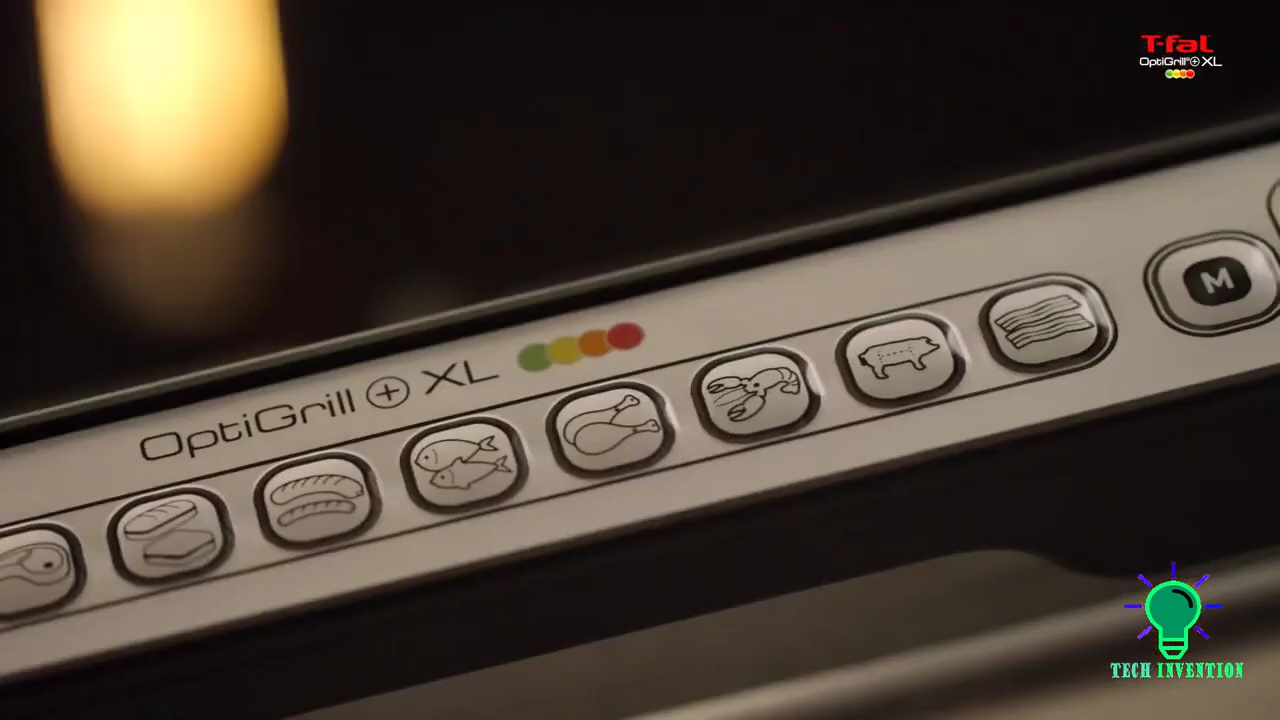 T-fal
OptiGrill+ XL
OptiGrill + XL
M
TECH INVENTION